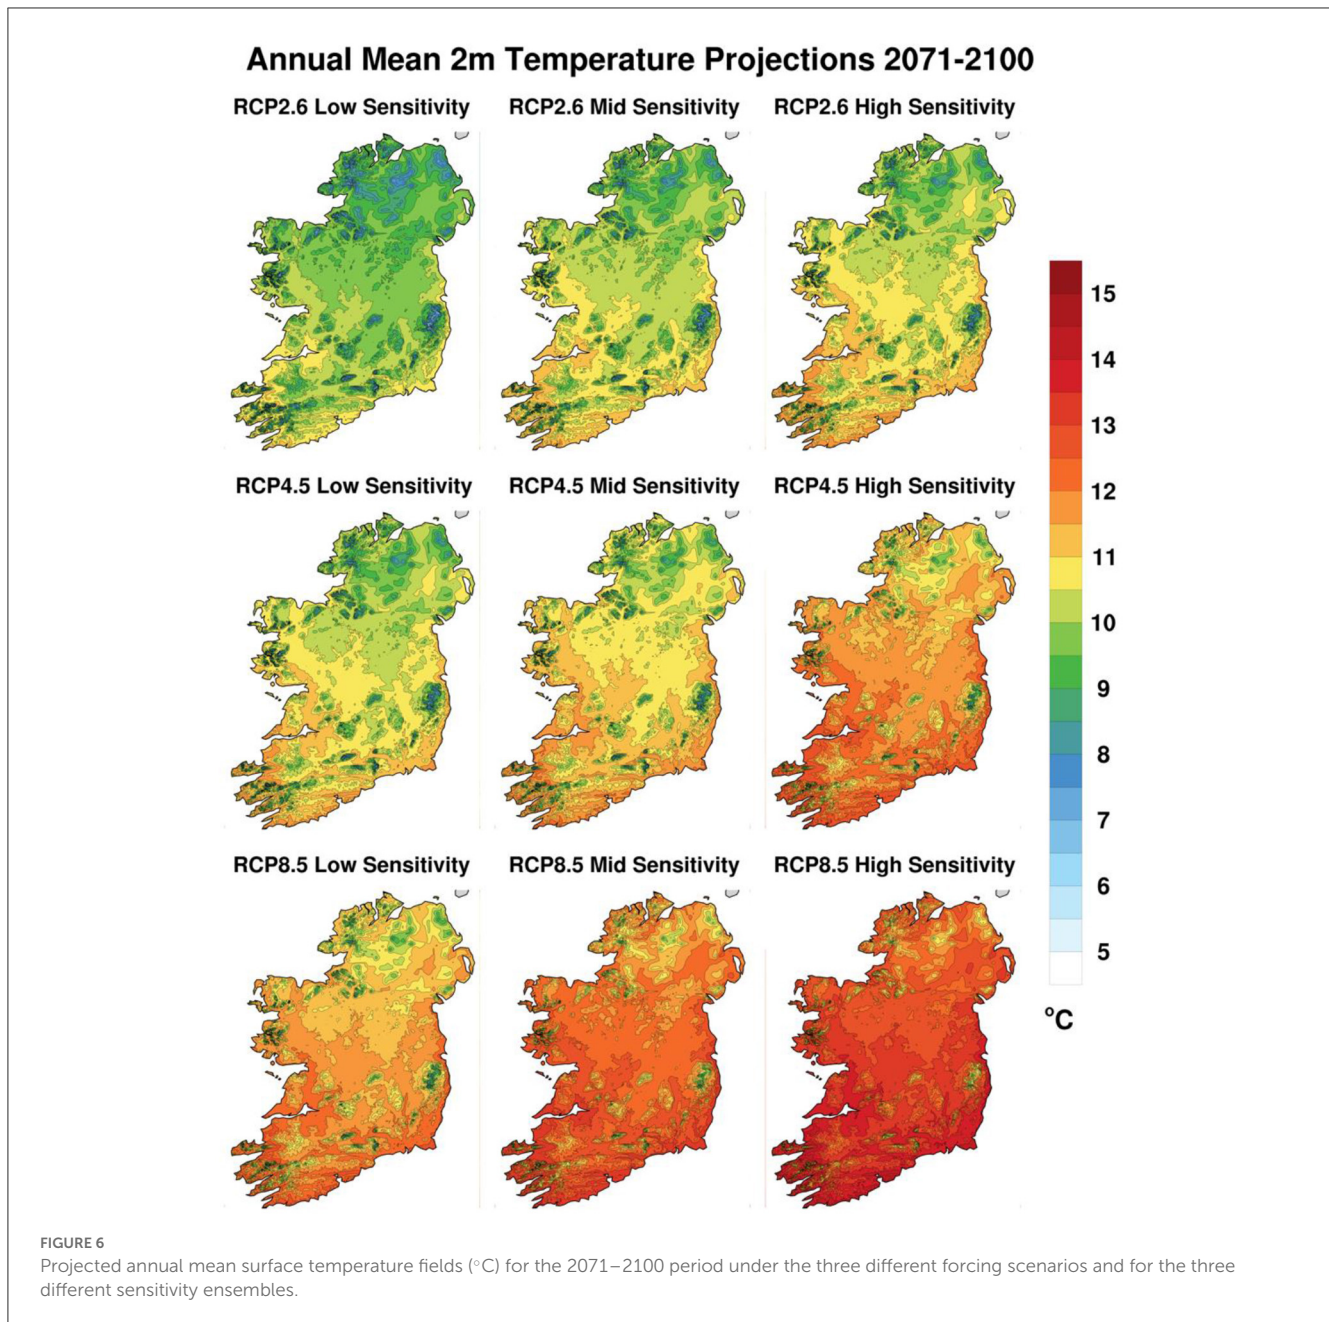 Annual Mean 2m Temperature Projections 2071-2100
RCP2.6 Low Sensitivity
RCP2.6 Mid Sensitivity
RCP2.6 High Sensitivity
RCP4.5 Low Sensitivity
RCP4.5 Mid Sensitivity
RCP4.5 High Sensitivity
RCP8.5 Low Sensitivity
RCP8.5 Mid Sensitivity
RCP8.5 High Sensitivity
15
14
13
12
11
10
9
8
7
6
5
°C
FIGURE 6
Projected annual mean surface temperature fields (°C) for the 2071–2100 period under the three different forcing scenarios and for the three
different sensitivity ensembles.